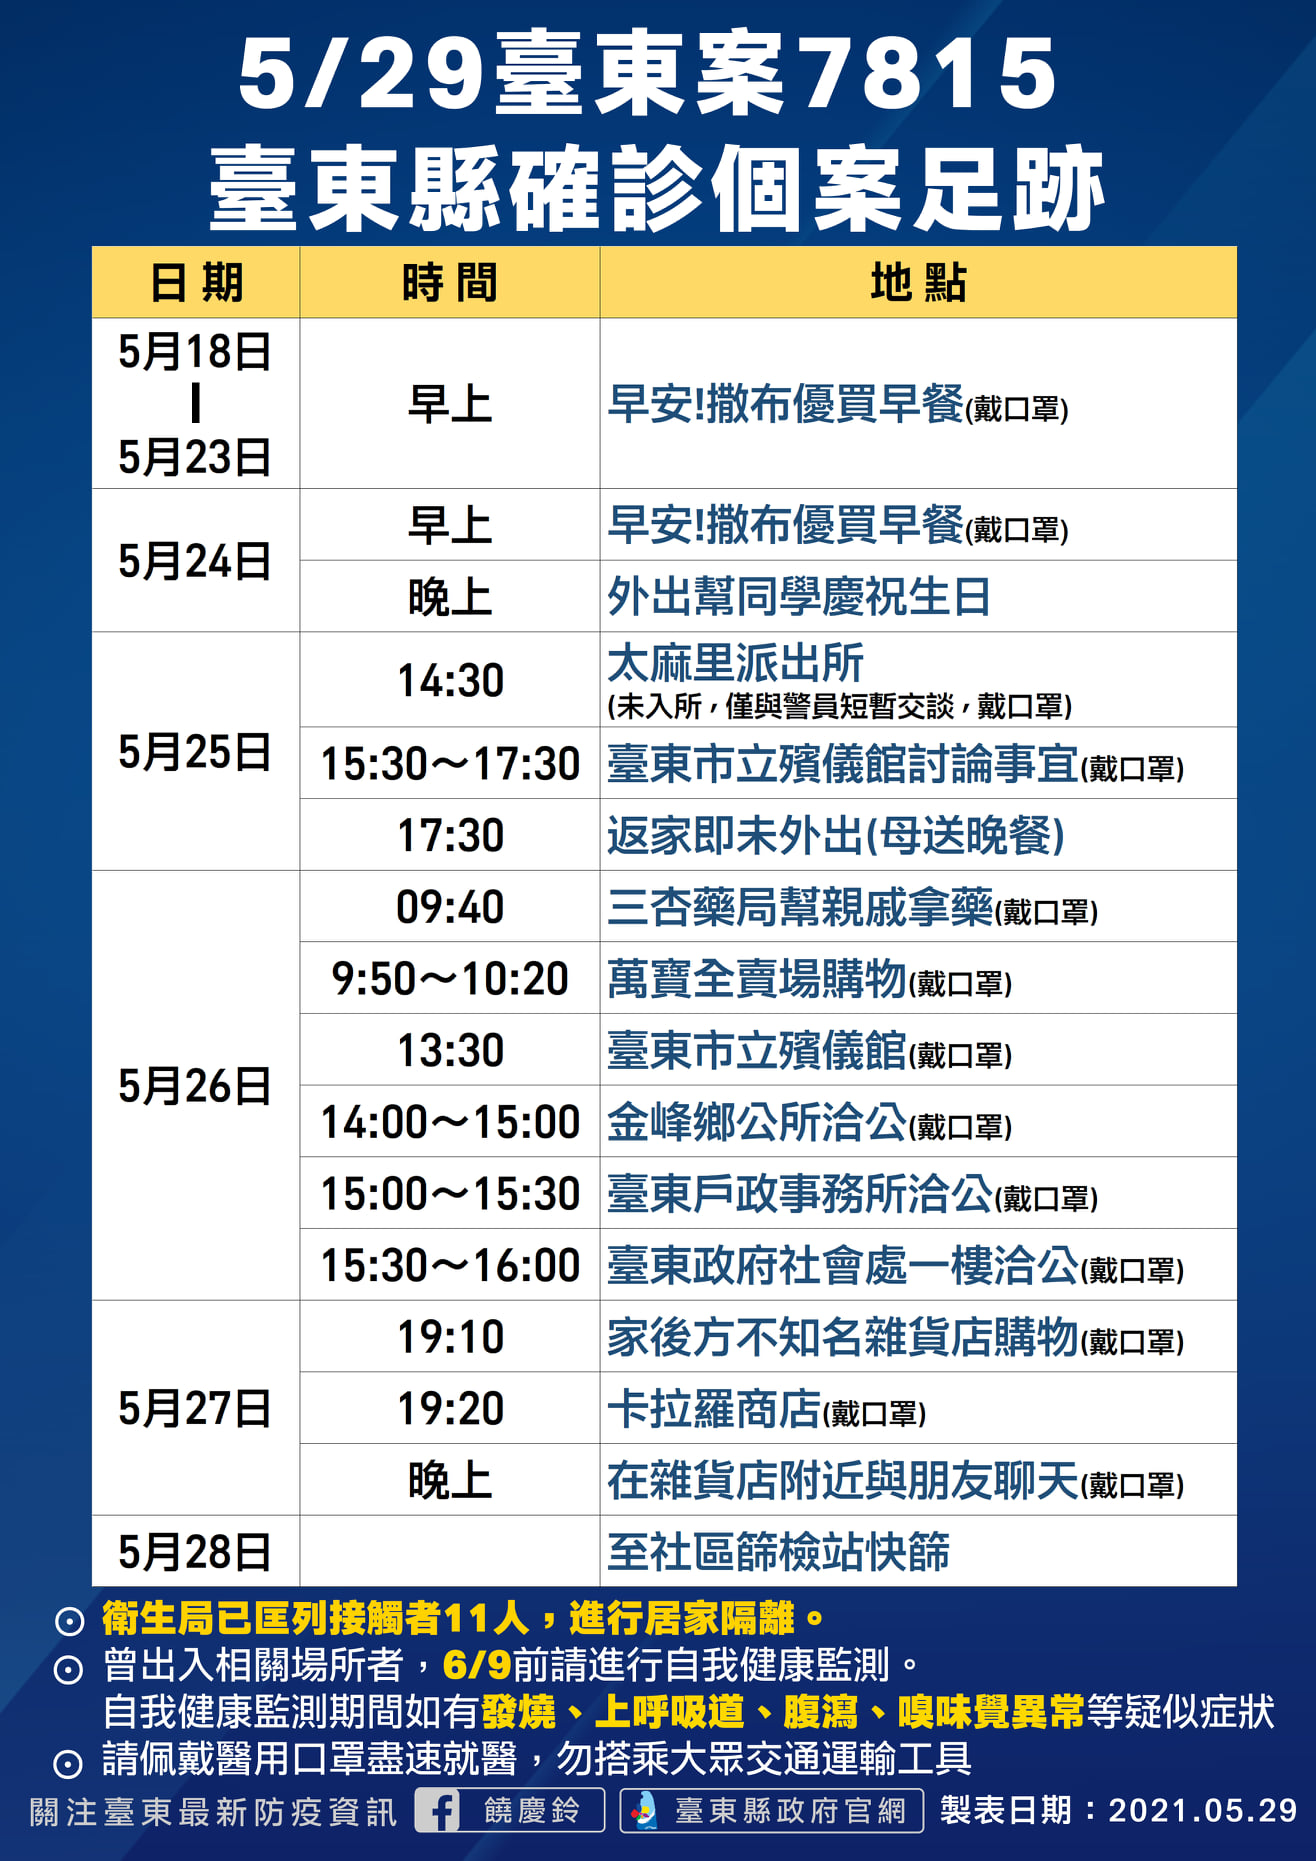 5/29臺東案7815
臺東縣確診個案足跡
日期 時間 地點
5月18日
|
5月23日
早上
早安!撒布優買早餐(戴口罩)
5月24日
早上
早安!撒布優買早餐(戴口罩)
晚上
外出幫同學慶祝生日
5月25日
14:30
太麻里派出所
(未入所，僅與警員短暫交談，戴口罩)
15:30～17:30
臺東市立殯儀館討論事宜(戴口罩)
17:30
返家即未外出(母送晚餐)
5月26日
09:40
三杏藥局幫親戚拿藥(戴口罩)
9:50～10:20
萬寶全賣場購物(戴口罩)
13:30
臺東市立殯儀館(戴口罩)
14:00～15:00
金峰鄉公所洽公(戴口罩)
15:00～15:30
臺東戶政事務所洽公(戴口罩)
15:30～16:00
臺東政府社會處一樓洽公(戴口罩)
5月27日
19:10
家後方不知名雜貨店購物(戴口罩)
19:20
卡拉羅商店(戴口罩)
晚上
在雜貨店附近與朋友聊天(戴口罩)
5月28日
至社區篩檢站快篩
⊙ 衛生局已匡列接觸者11人，進行居家隔離。
⊙ 曾出入相關場所者，6/9前請進行自我健康監測。
自我健康監測期間如有發燒、上呼吸道、腹瀉、嗅味覺異常等疑似症狀
⊙ 請佩戴醫用口罩盡速就醫，勿搭乘大眾交通運輸工具
關注臺東最新防疫資訊 f 饒慶鈴 臺東縣政府官網 製表日期：2021.05.29